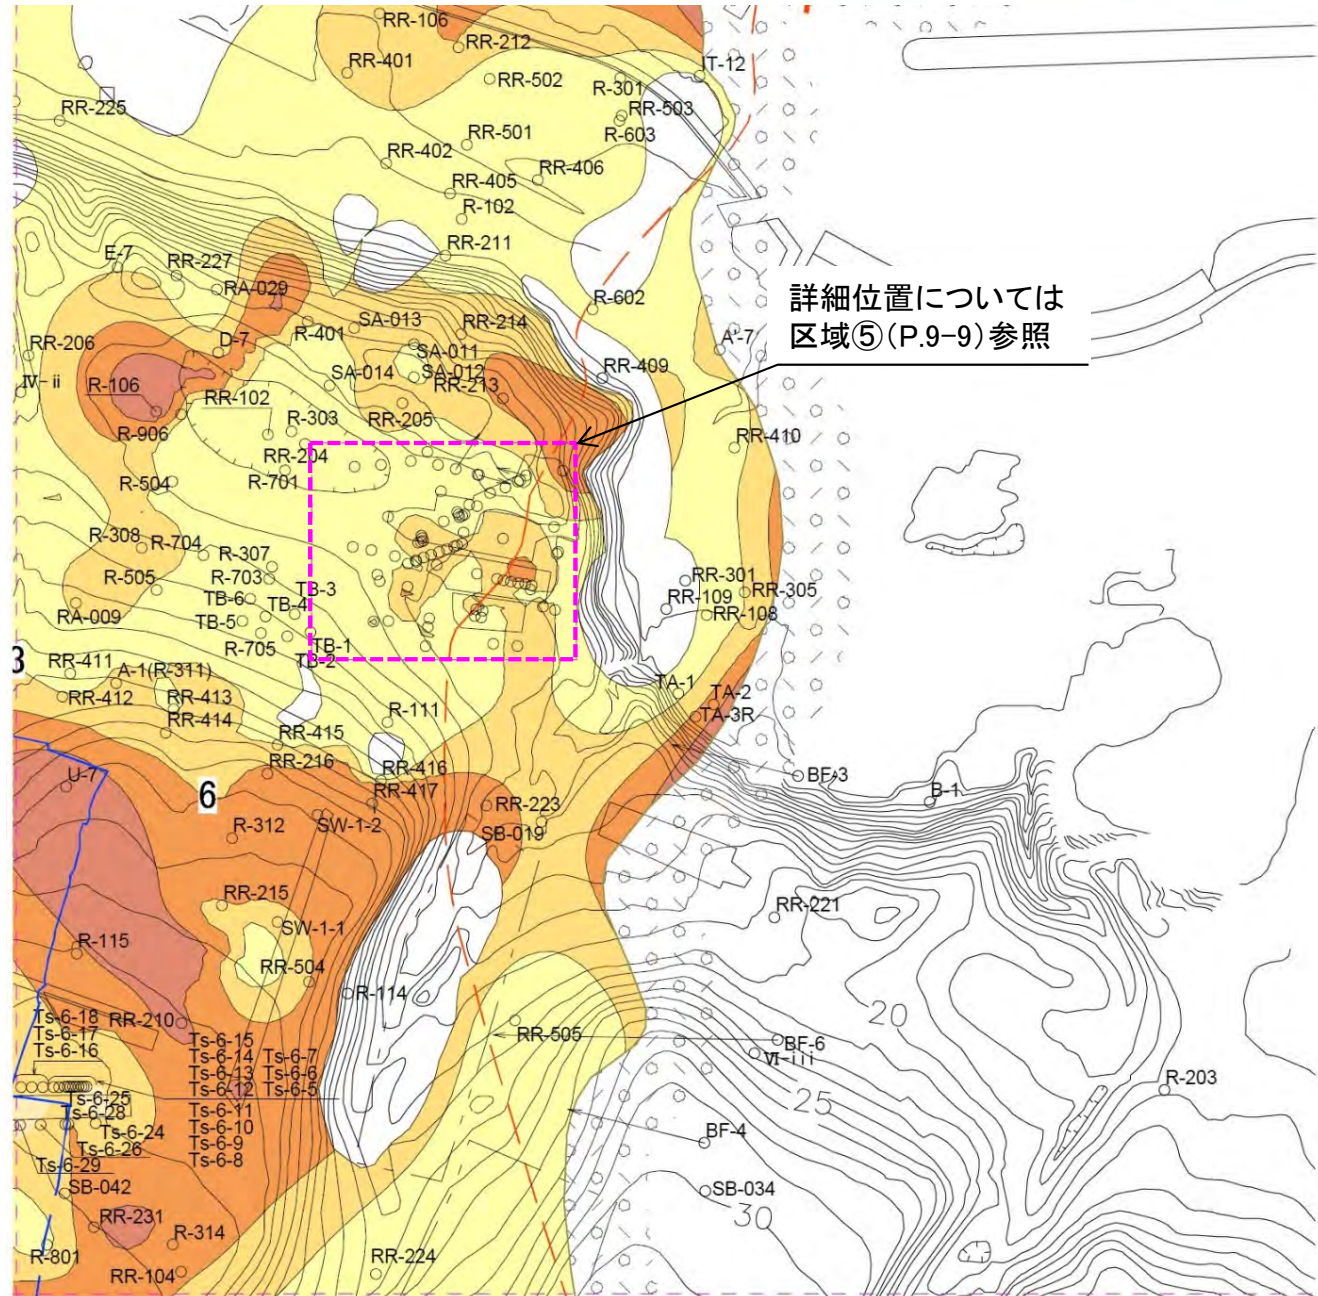 RR-106
RR-212
RR-401
RR-502
R-301
IT-12
RR-225
RR-503
R-603
RR-501
RR-402
RR-406
RR-405
R-102
RR-211
E-7
RR-227
RA-029
R-602
詳細位置については
区域⑤(P.9-9)参照
R-401
SA-013
RR-214
D-7
RR-206
SA-011
A'-7
Ⅳ-ii
R-106
SA-014
SA-012
RR-213
RR-409
RR-102
RR-205
R-906
R-303
RR-410
RR-204
R-504
R-701
R-308
R-704
R-307
R-505
R-703
TB-3
RR-301
RR-305
TB-6
TB-4
RR-109
RA-009
TB-5
RR-108
R-705
TB-1
TB-2
3
RR-411
A-1(R-311)
TA-1
TA-2
RR-412
RR-413
RR-414
R-111
TA-3R
RR-415
RR-216
RR-416
U-7
BF-3
B-1
6
RR-417
RR-223
R-312
SW-1-2
SB-019
RR-215
RR-221
SW-1-1
R-115
RR-504
R-114
20
Ts-6-18
RR-210
Ts-6-17
Ts-6-16
Ts-6-15
Ts-6-14
Ts-6-13
Ts-6-12
Ts-6-7
Ts-6-6
Ts-6-5
RR-505
BF-6
Ⅵ-iii
R-203
Ts-6-25
Ts-6-28
Ts-6-24
Ts-6-26
Ts-6-29
Ts-6-11
Ts-6-10
Ts-6-9
Ts-6-8
25
BF-4
SB-042
SB-034
30
RR-231
R-314
R-801
RR-104
RR-224